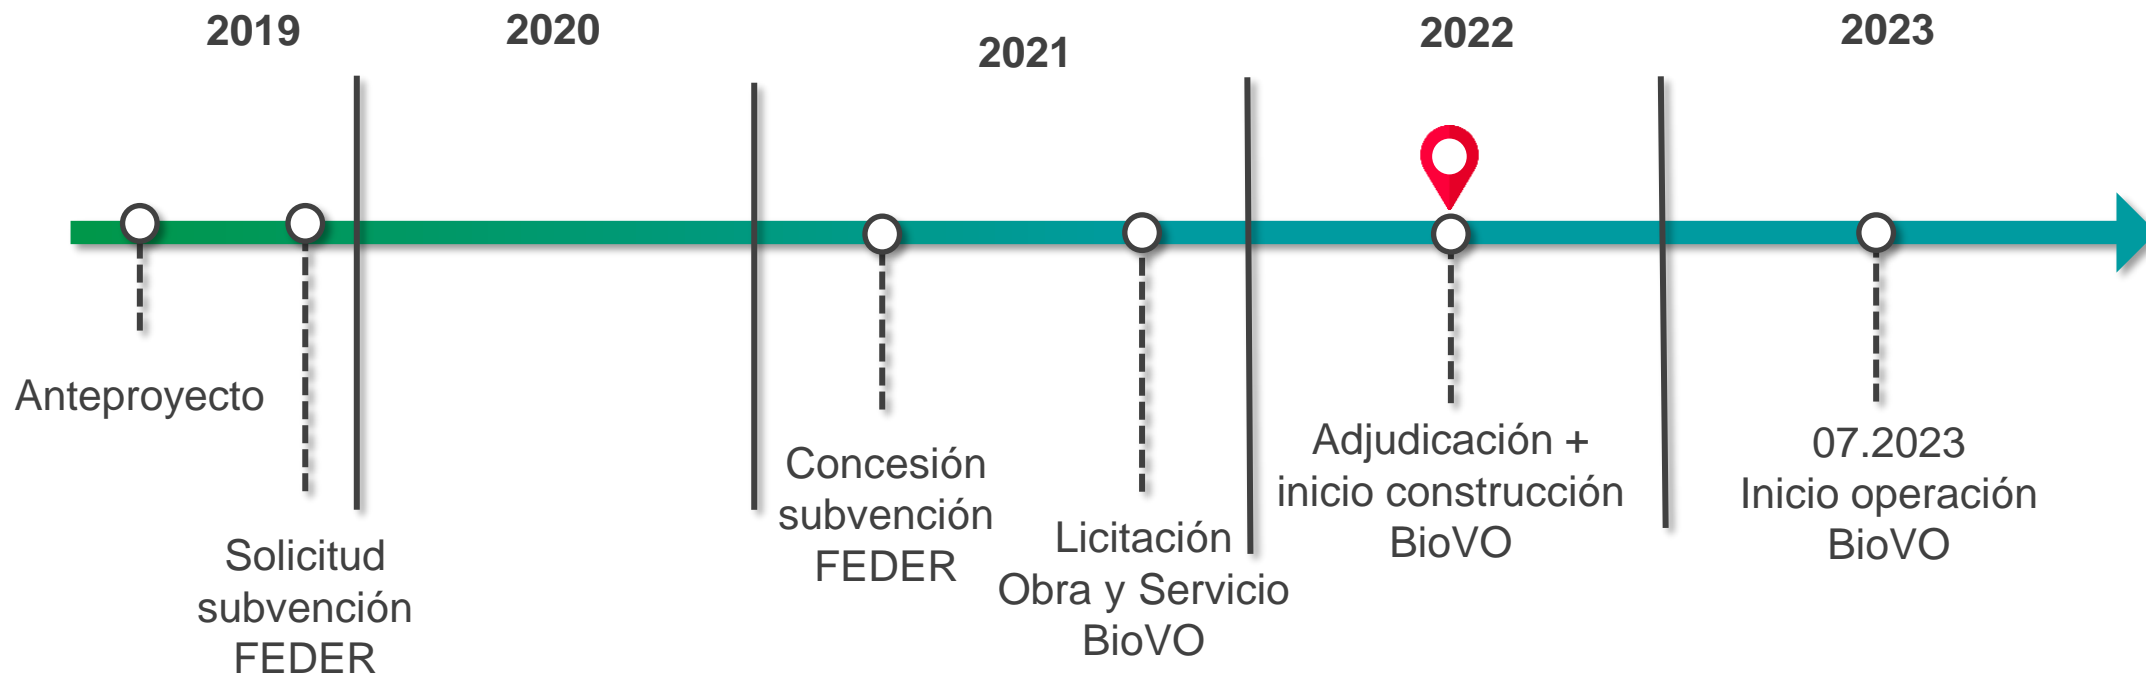 2019
2020
2021
2022
2023
Anteproyecto
Solicitud
subvención
FEDER
Concesión
subvención
FEDER
Licitación
Obra y Servicio
BioVO
Adjudicación +
inicio construcción
BioVO
07.2023
Inicio operación
BioVO